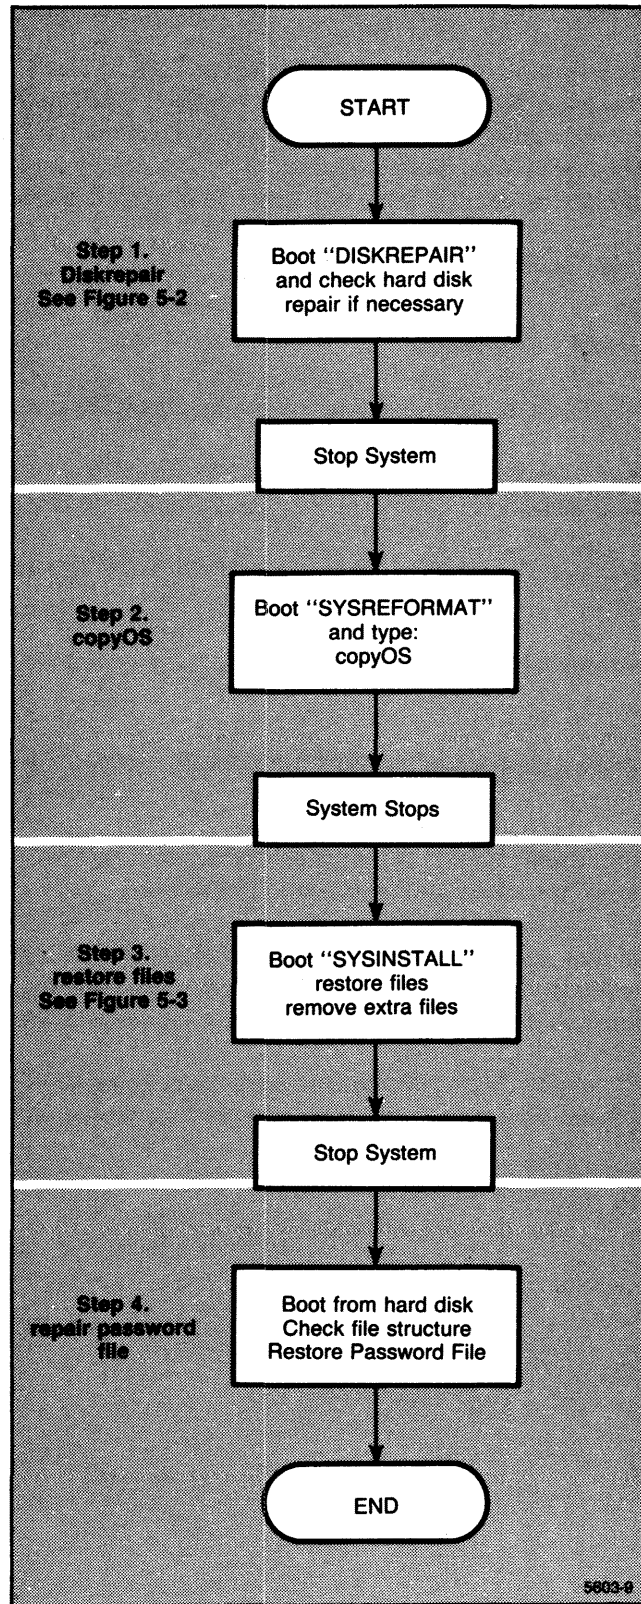 START
Step 1.
Diskrepair
See Figure 5-2
Boot "DISKREPAIR"
and check hard disk
repair if necessary
Stop System
Step 2.
copyOS
Boot "SYSREFORMAT"
and type:
copyOS
System Stops
Step 3.
restore files
See Figure 5-3
Boot "SYSINSTALL"
restore files
remove extra files
Stop System
Step 4.
repair password
file
Boot from hard disk
Check file structure
Restore Password File
END
5603-9